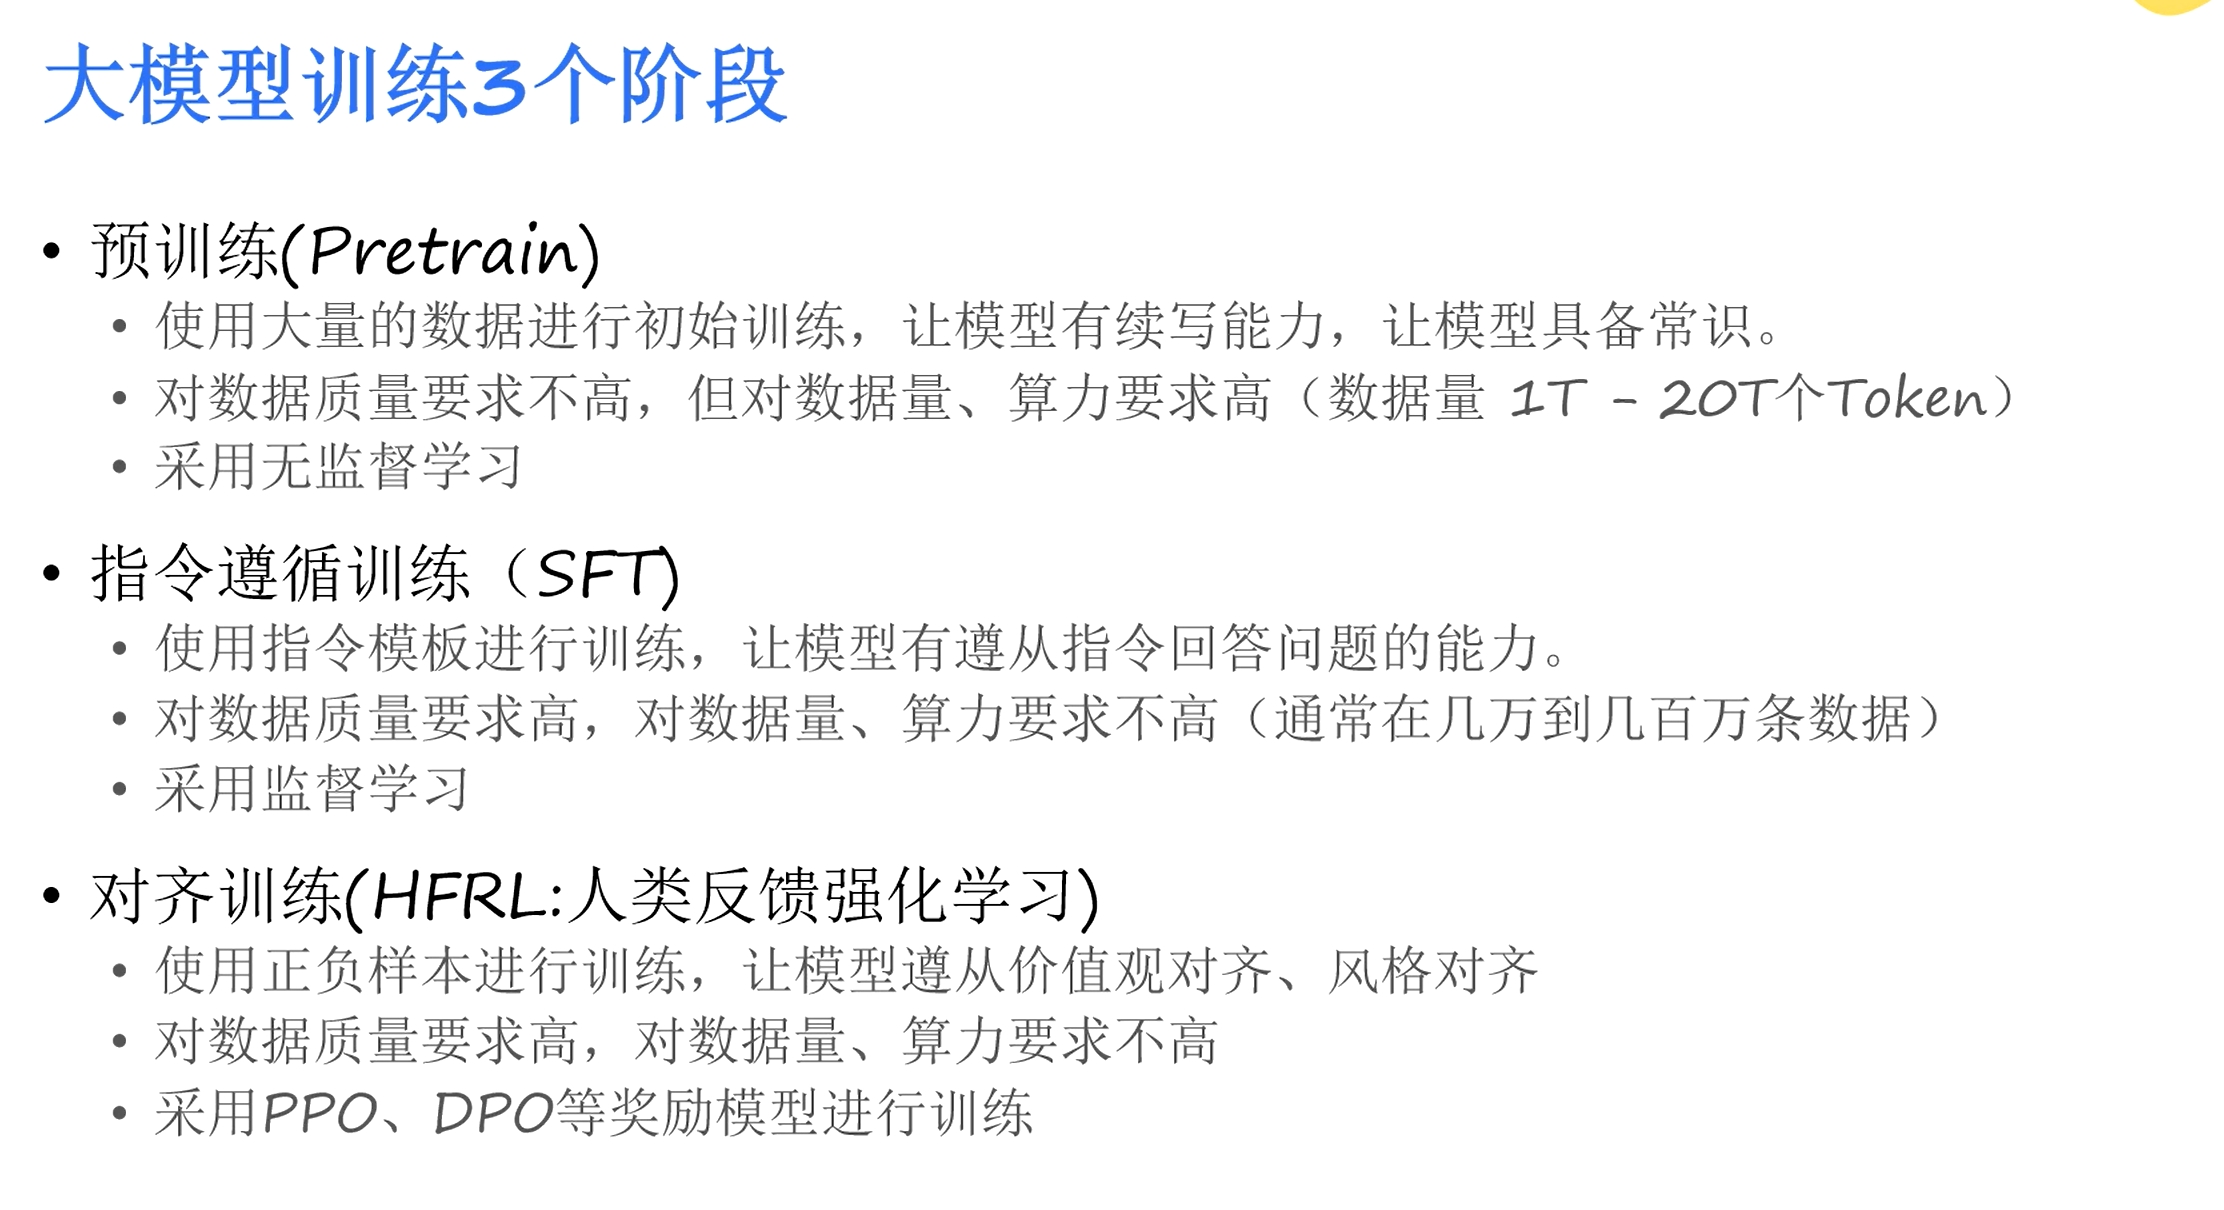 大模型训练3个阶段
• 预训练(Pretrain)
• 使用大量的数据进行初始训练，让模型有续写能力，让模型具备常识。
• 对数据质量要求不高，但对数据量、算力要求高（数据量 1T - 20T个Token）
• 采用无监督学习
• 指令遵循训练（SFT)
• 使用指令模板进行训练，让模型有遵从指令回答问题的能力。
• 对数据质量要求高，对数据量、算力要求不高（通常在几万到几百万条数据）
• 采用监督学习
• 对齐训练(HFRL:人类反馈强化学习)
• 使用正负样本进行训练，让模型遵从价值观对齐、风格对齐
• 对数据质量要求高，对数据量、算力要求不高
• 采用PPO、DPO等奖励模型进行训练